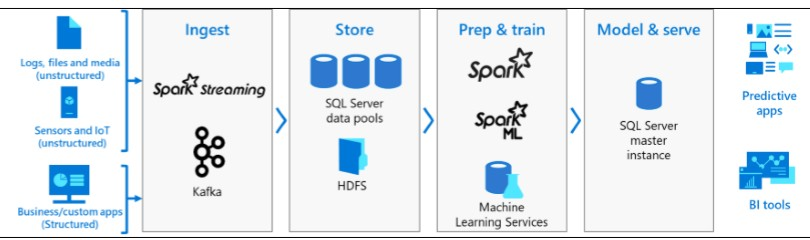 Ingest
Store
Prep & train
Model & serve
Logs, files and media
(unstructured)
Sensors and IoT
(unstructured)
Business/custom apps
(Structured)
Spark Streaming
Kafka
SQL Server
data pools
HDFS
Spark
Spark
ML
Machine
Learning Services
SQL Server
master
instance
Predictive
apps
BI tools